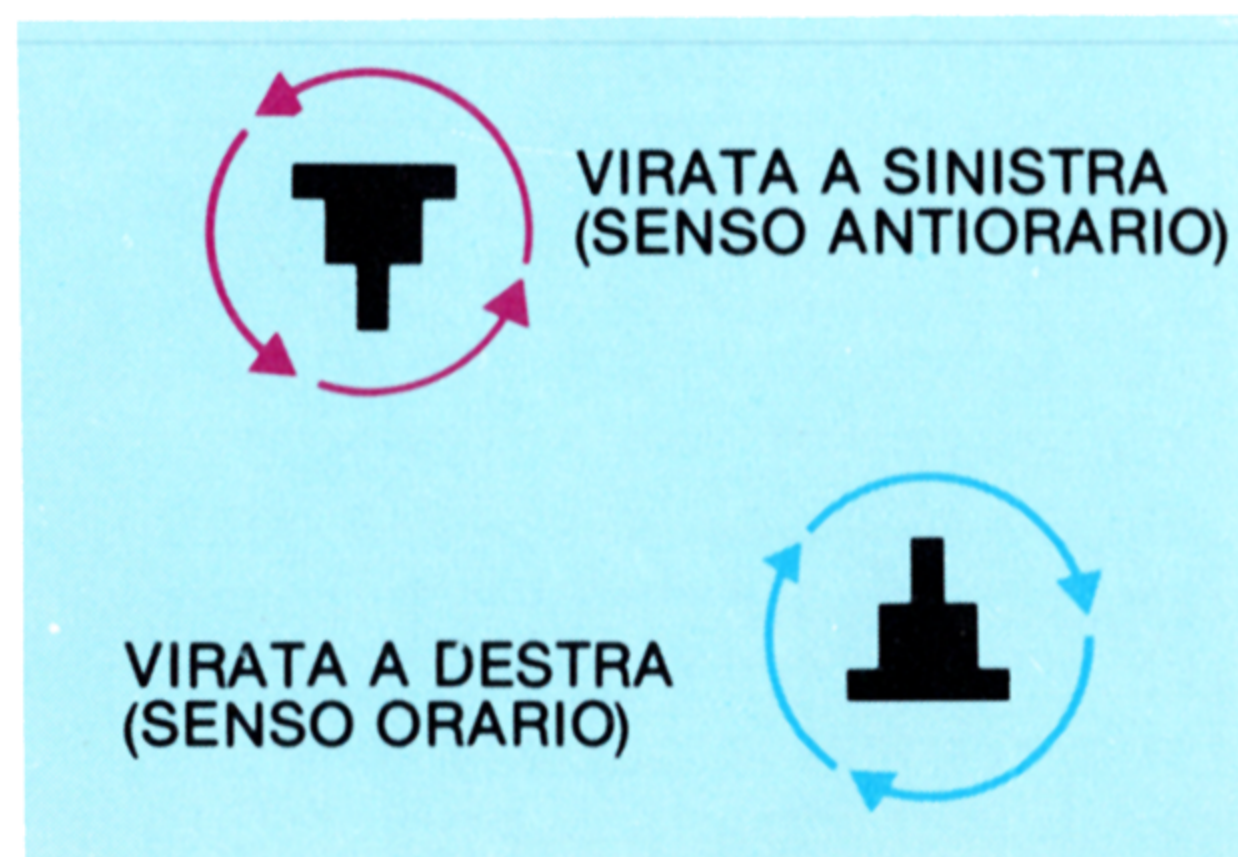 VIRATA A SINISTRA
(SENSO ANTIORARIO)
VIRATA A DESTRA
(SENSO ORARIO)